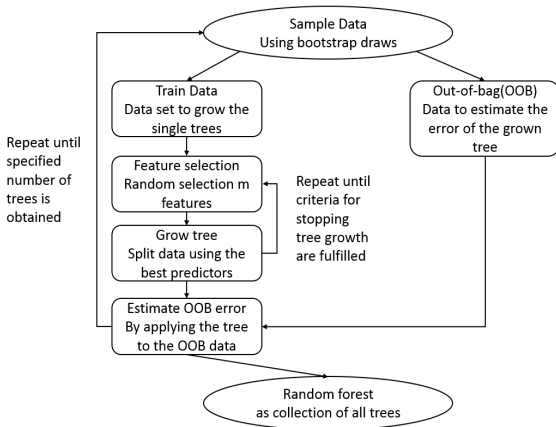 Sample Data
Using bootstrap draws
Train Data
Data set to grow the
single trees
Out-of-bag(OOB)
Data to estimate the
error of the grown
tree
Repeat until
specified
number of
trees is
obtained
Feature selection
Random selection m
features
Repeat until
criteria for
stopping
tree growth
are fulfilled
Grow tree
Split data using the
best predictors
Estimate OOB error
By applying the tree
to the OOB data
Random forest
as collection of all trees